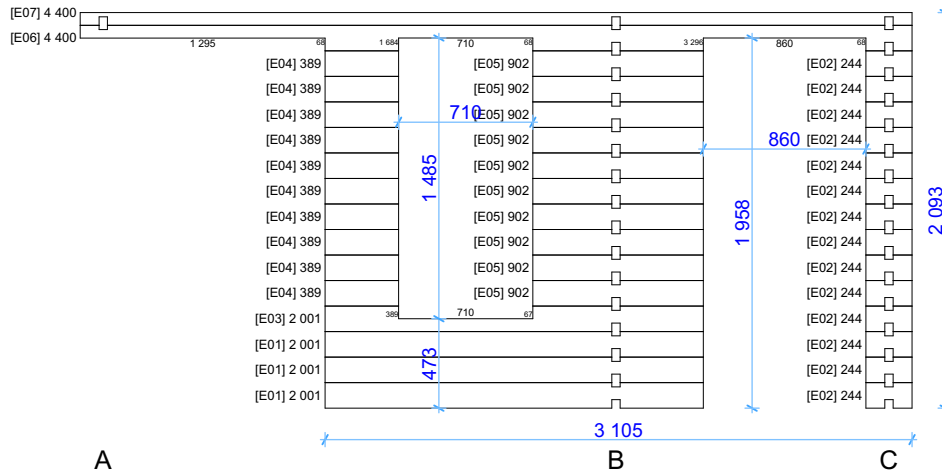 [E07] 4 400
[E06] 4 400
1 295 68 1 684 710 68 3 296 860 68
[E04] 389 [E05] 902 [E02] 244
[E04] 389 [E05] 902 [E02] 244
[E04] 389 710 [E05] 902 [E02] 244
[E04] 389 [E05] 902 860 [E02] 244
[E04] 389 1 485 [E05] 902 [E02] 244
[E04] 389 [E05] 902 [E02] 244
[E04] 389 [E05] 902 1 958 [E02] 244 2 093
[E04] 389 [E05] 902 [E02] 244
[E04] 389 [E05] 902 [E02] 244
[E04] 389 [E05] 902 [E02] 244
[E03] 2 001 389 710 67 [E02] 244
[E01] 2 001 [E02] 244
[E01] 2 001 473 [E02] 244
[E01] 2 001 [E02] 244
3 105
A B C